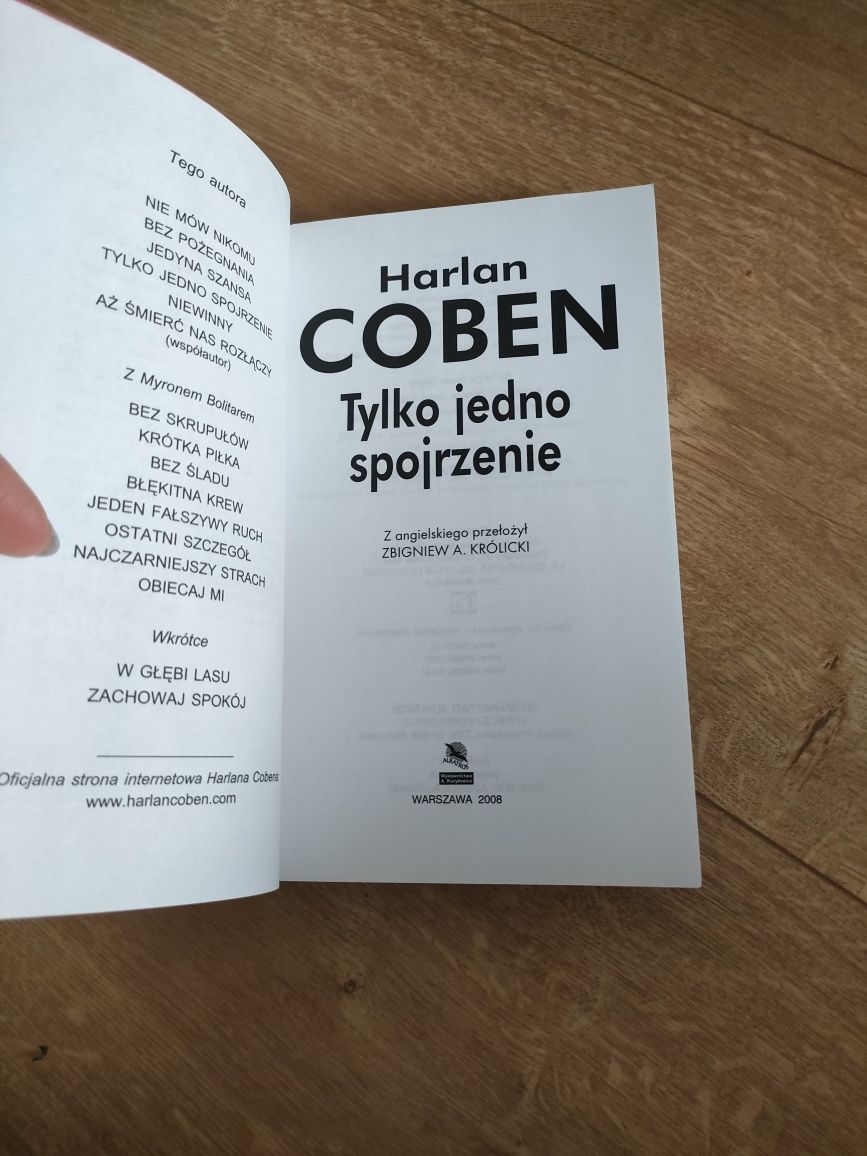 Tego autora
NIE MÓW NIKOMU
BEZ POŻEGNANIA
JEDYNA SZANSA
TYLKO JEDNO SPOJRZENIE
NIEWINNY
AŻ ŚMIERĆ NAS ROZŁĄCZY
(współautor)
Z Myronem Bolitarem
BEZ SKRUPUŁÓW
KRÓTKA PIŁKA
BEZ ŚLADU
BŁĘKITNA KREW
JEDEN FAŁSZYWY RUCH
OSTATNI SZCZEGÓŁ
NAJCZARNIEJSZY STRACH
OBIECAJ MI
Wkrótce
W GŁĘBI LASU
ZACHOWAJ SPOKÓJ
Oficjalna strona internetowa Harlana Cobena
www.harlancoben.com
Harlan
COBEN
Tylko jedno
spojrzenie
Z angielskiego przełożył
ZBIGNIEW A. KRÓLICKI
ALBATROS
Wydawnictwo
A. Kuryłowicz
WARSZAWA 2008